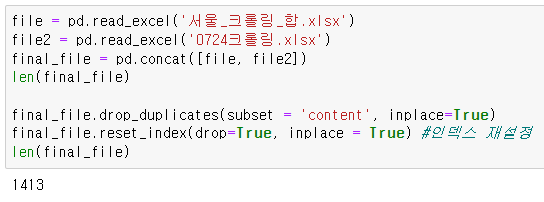 file = pd.read_excel('서울_크롤링_합.xlsx')
file2 = pd.read_excel('0724크롤링.xlsx')
final_file = pd.concat([file, file2])
len(final_file)
final_file.drop_duplicates(subset = 'content', inplace=True)
final_file.reset_index(drop=True, inplace = True) #인덱스 재설정
len(final_file)
1413